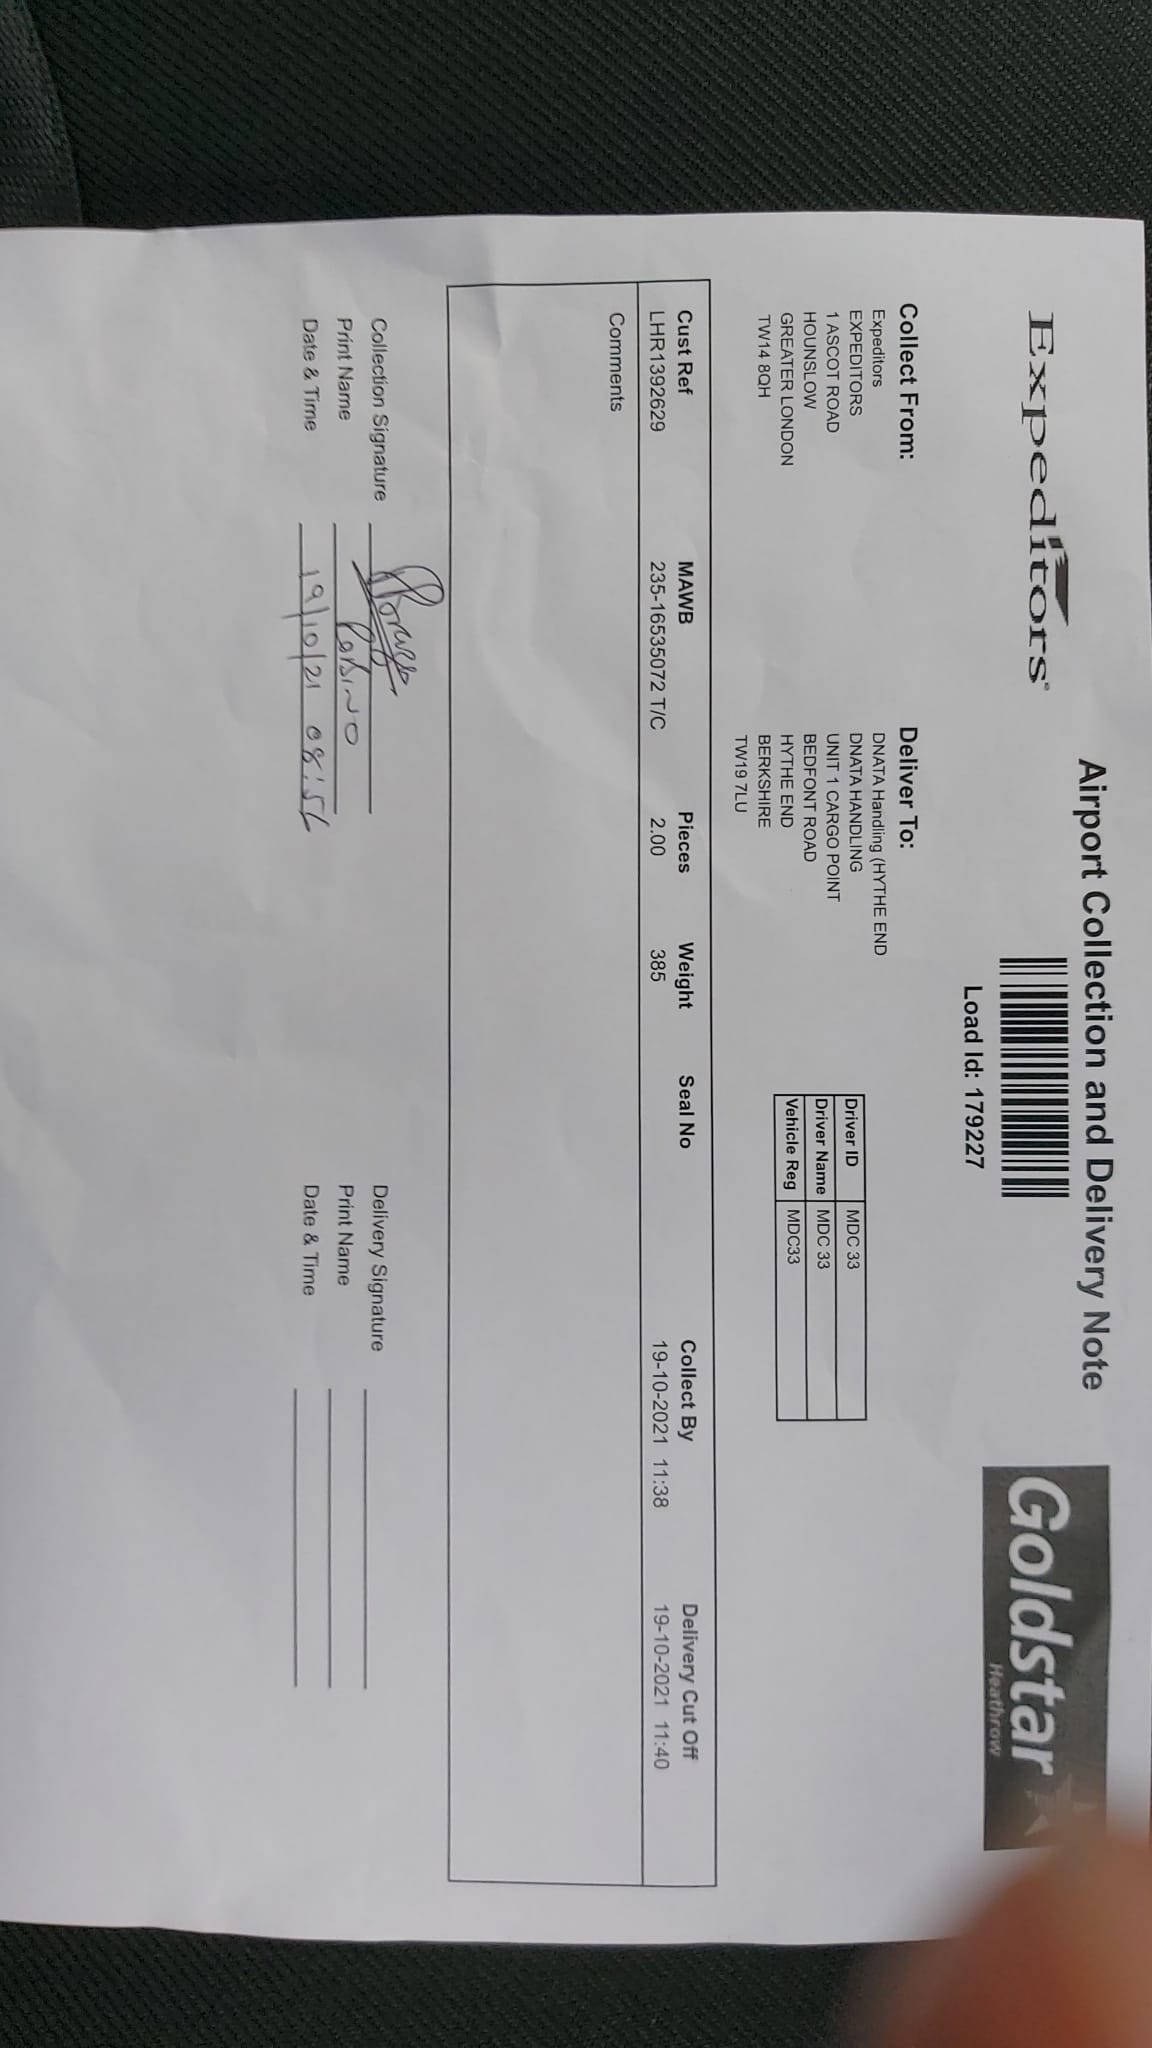 Expeditors®
Airport Collection and Delivery Note
Load Id: 179227
Goldstar
Heathrow
Collect From:
Expeditors
EXPEDITORS
1 ASCOT ROAD
HOUNSLOW
GREATER LONDON
TW14 8QH
Deliver To:
DNATA Handling (HYTHE END
DNATA HANDLING
UNIT 1 CARGO POINT
BEDFONT ROAD
HYTHE END
BERKSHIRE
TW19 7LU
Driver ID MDC 33
Driver Name MDC 33
Vehicle Reg MDC33
Cust Ref MAWB Pieces Weight Seal No Collect By Delivery Cut Off
LHR1392629 235-16535072 T/C 2.00 385 19-10-2021 11:38 19-10-2021 11:40
Comments
Collection Signature
Print Name
Date & Time 19/10/21
Delivery Signature
Print Name
Date & Time